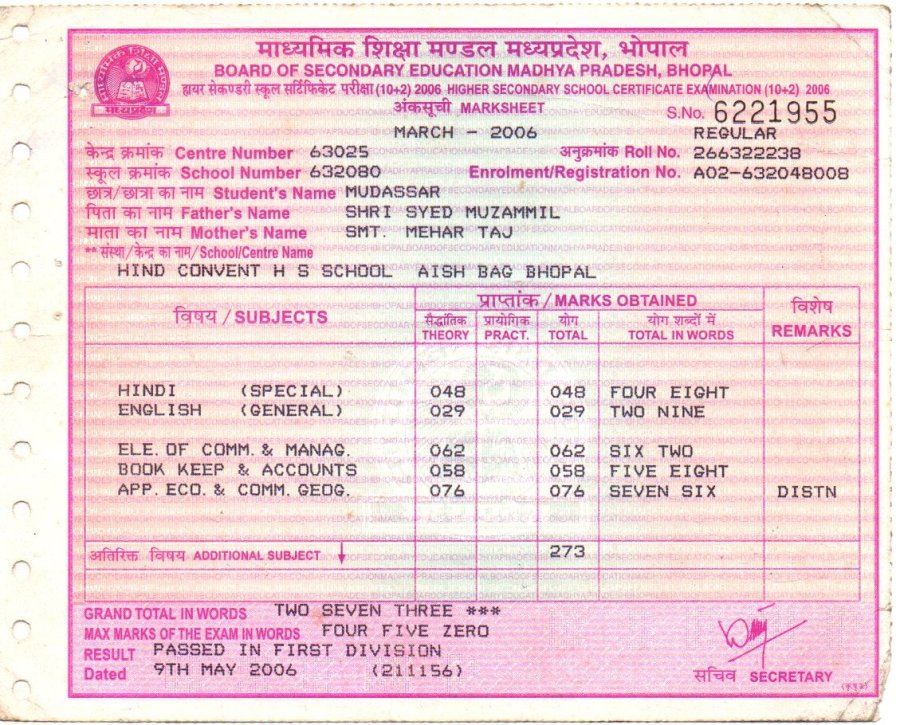 माध्यमिक शिक्षा मण्डल मध्यप्रदेश, भोपाल
BOARD OF SECONDARY EDUCATION MADHYA PRADESH, BHOPAL
हायर सेकण्डरी स्कूल सर्टिफिकेट परीक्षा (10+2) 2006 HIGHER SECONDARY SCHOOL CERTIFICATE EXAMINATION (10+2) 2006
अंकसूची MARKSHEET
S.No. 6221955
मध्यप्रदेश
MARCH - 2006 REGULAR
केन्द्र क्रमांक Centre Number 63025 अनुक्रमांक Roll No. 266322238
स्कूल क्रमांक School Number 632080 Enrolment/Registration No. A02-632048008
छात्र/छात्रा का नाम Student's Name MUDASSAR
पिता का नाम Father's Name SHRI SYED MUZAMMIL
माता का नाम Mother's Name SMT. MEHAR TAJ
** संस्था/केन्द्र का नाम/School/Centre Name
HIND CONVENT H S SCHOOL AISH BAG BHOPAL
विषय / SUBJECTS प्राप्तांक / MARKS OBTAINED विशेष REMARKS
सैद्धांतिक THEORY प्रायोगिक PRACT. योग TOTAL योग शब्दों में TOTAL IN WORDS
HINDI (SPECIAL) 048 048 FOUR EIGHT
ENGLISH (GENERAL) 029 029 TWO NINE
ELE. OF COMM. & MANAG. 062 062 SIX TWO
BOOK KEEP & ACCOUNTS 058 058 FIVE EIGHT
APP. ECO. & COMM. GEOG. 076 076 SEVEN SIX DISTN
अतिरिक्त विषय ADDITIONAL SUBJECT 273
GRAND TOTAL IN WORDS TWO SEVEN THREE ***
MAX MARKS OF THE EXAM IN WORDS FOUR FIVE ZERO
RESULT PASSED IN FIRST DIVISION
Dated 9TH MAY 2006 (211156)
सचिव SECRETARY